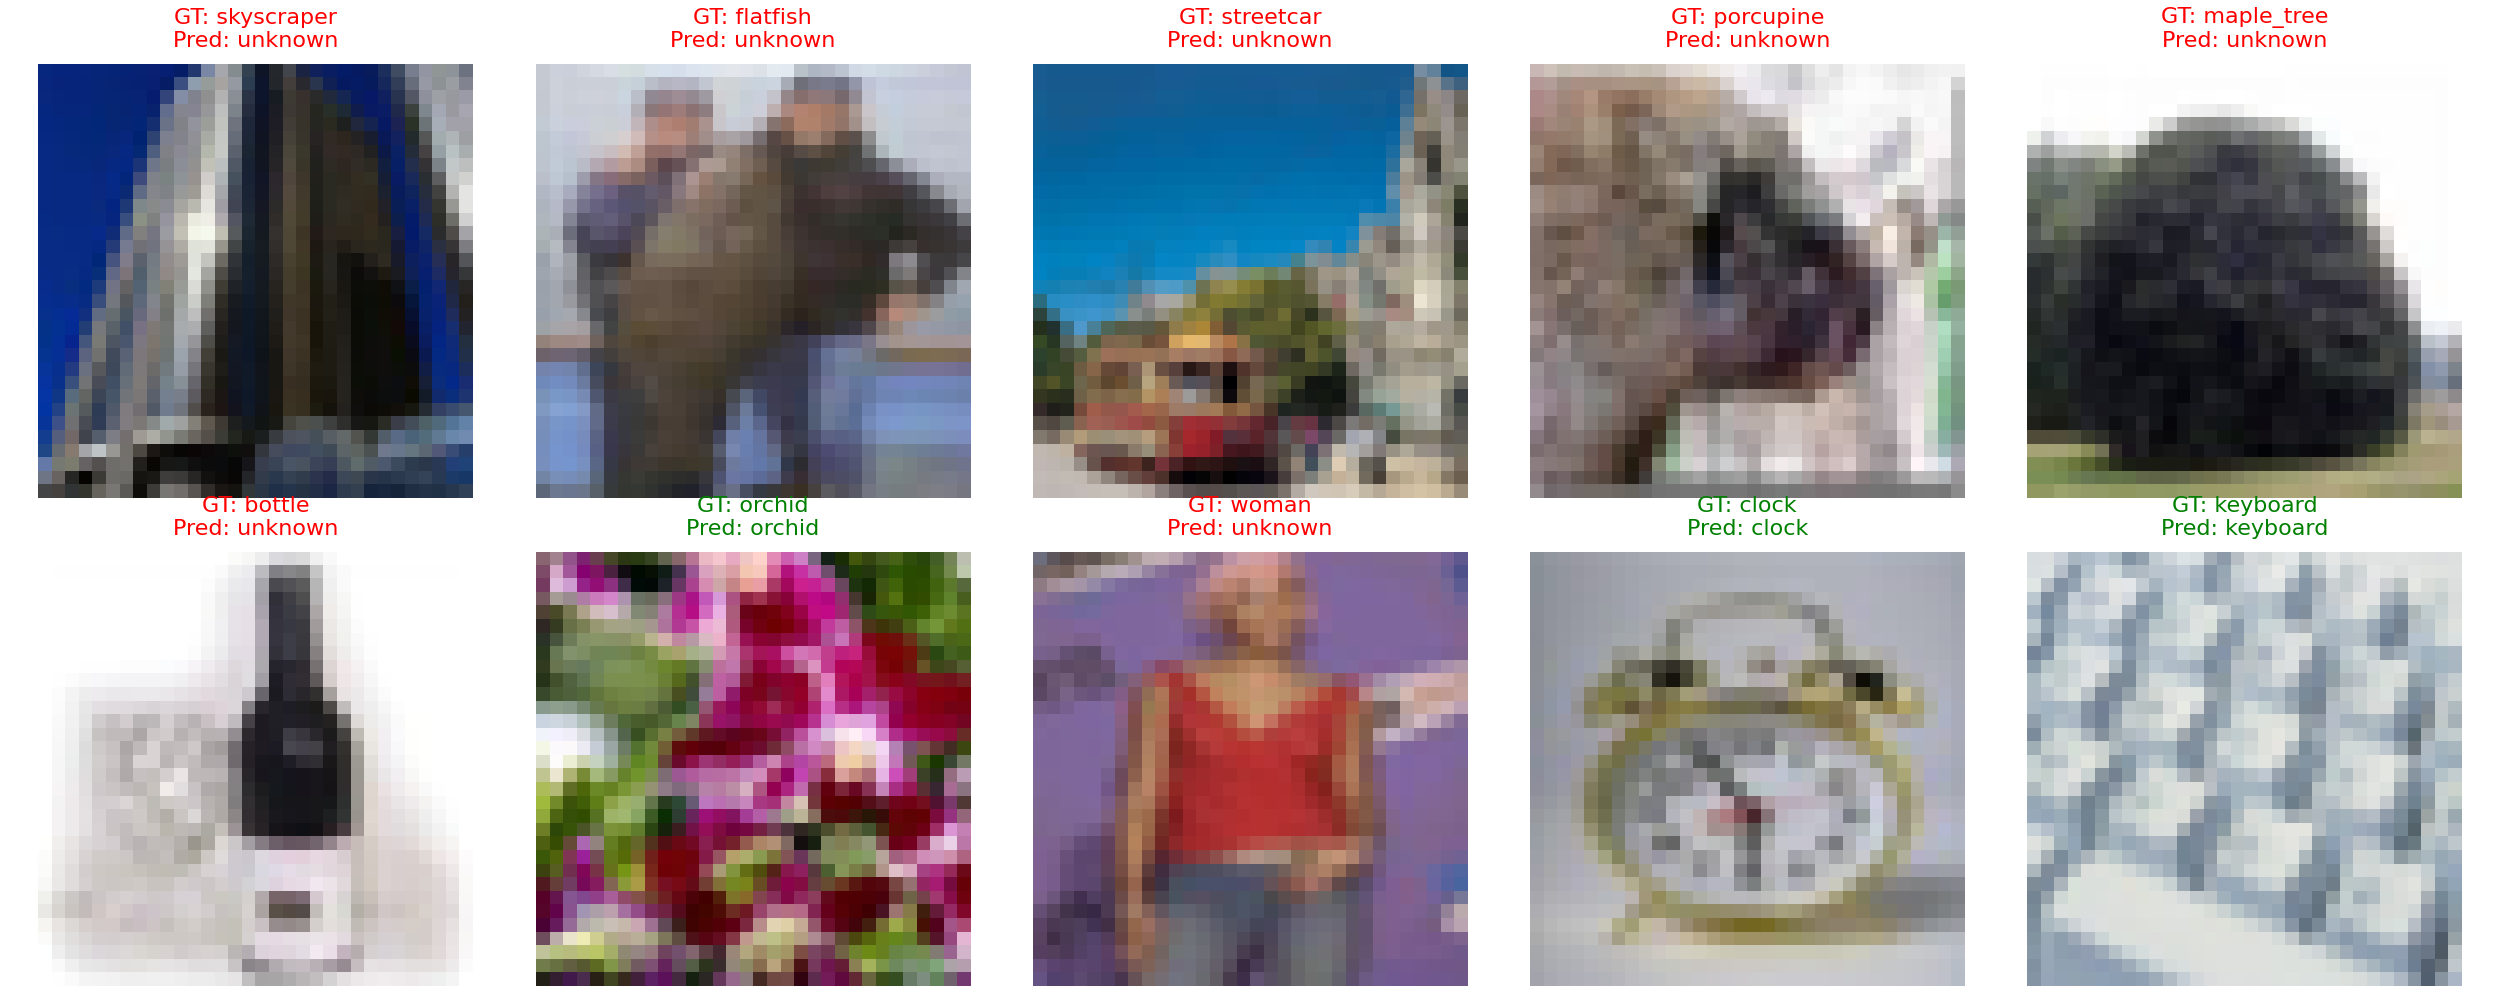 GT: skyscraper
Pred: unknown
GT: flatfish
Pred: unknown
GT: streetcar
Pred: unknown
GT: porcupine
Pred: unknown
GT: maple_tree
Pred: unknown
GT: bottle
Pred: unknown
GT: orchid
Pred: orchid
GT: woman
Pred: unknown
GT: clock
Pred: clock
GT: keyboard
Pred: keyboard